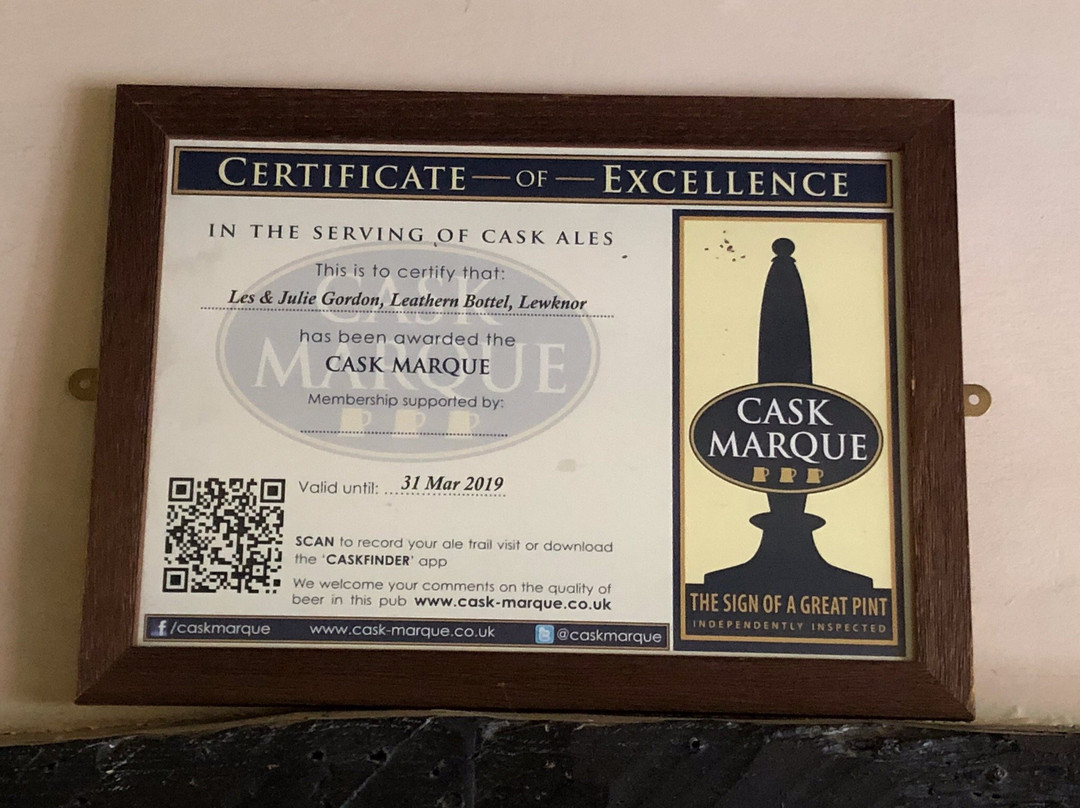 CERTIFICATE — OF — EXCELLENCE
IN THE SERVING OF CASK ALES
This is to certify that:
Les & Julie Gordon, Leathern Bottel, Lewknor
has been awarded the
CASK MARQUE
Membership supported by:
CASK
MARQUE
Valid until: 31 Mar 2019
SCAN to record your ale trail visit or download
the 'CASKFINDER' app
We welcome your comments on the quality of
beer in this pub www.cask-marque.co.uk
f /caskmarque www.cask-marque.co.uk @caskmarque
CASK
MARQUE
THE SIGN OF A GREAT PINT
INDEPENDENTLY INSPECTED